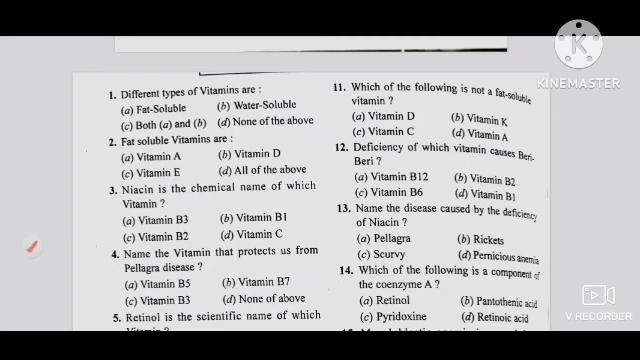 1. Different types of Vitamins are :
(a) Fat-Soluble (b) Water-Soluble
(c) Both (a) and (b) (d) None of the above
2. Fat soluble Vitamins are :
(a) Vitamin A (b) Vitamin D
(c) Vitamin E (d) All of the above
3. Niacin is the chemical name of which
Vitamin ?
(a) Vitamin B3 (b) Vitamin B1
(c) Vitamin B2 (d) Vitamin C
4. Name the Vitamin that protects us from
Pellagra disease ?
(a) Vitamin B5 (b) Vitamin B7
(c) Vitamin B3 (d) None of above
5. Retinol is the scientific name of which
Vitamin ?
11. Which of the following is not a fat-soluble
vitamin ?
(a) Vitamin D (b) Vitamin K
(c) Vitamin C (d) Vitamin A
12. Deficiency of which vitamin causes Beri-
Beri ?
(a) Vitamin B12 (b) Vitamin B2
(c) Vitamin B6 (d) Vitamin B1
13. Name the disease caused by the deficiency
of Niacin ?
(a) Pellagra (b) Rickets
(c) Scurvy (d) Pernicious anemia
14. Which of the following is a component of
the coenzyme A ?
(a) Retinol (b) Pantothenic acid
(c) Pyridoxine (d) Retinoic acid
K
KINEMASTER
V RECORDER